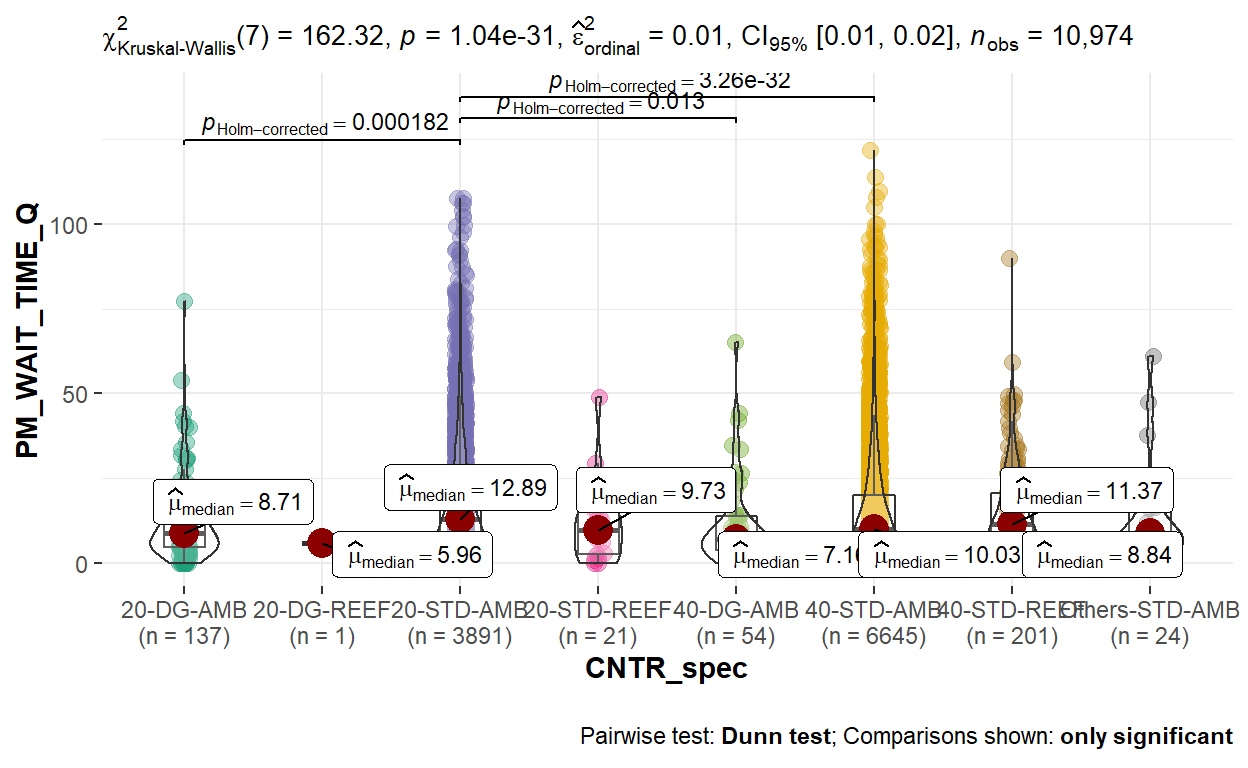 χ²Kruskal-Wallis(7) = 162.32, p = 1.04e-31, ε̂²ordinal = 0.01, CI95% [0.01, 0.02], nobs = 10,974
pHolm−corrected = 3.26e-32
pHolm−corrected = 0.013
pHolm−corrected = 0.000182
PM_WAIT_TIME_Q
100
50
0
μ̂median = 8.71
μ̂median = 5.96
μ̂median = 12.89
μ̂median = 9.73
μ̂median = 7.16
μ̂median = 10.03
μ̂median = 11.37
μ̂median = 8.84
20-DG-AMB
(n = 137)
20-DG-REEF
(n = 1)
20-STD-AMB
(n = 3891)
20-STD-REEF
(n = 21)
40-DG-AMB
(n = 54)
40-STD-AMB
(n = 6645)
40-STD-REEF
(n = 201)
Others-STD-AMB
(n = 24)
CNTR_spec
Pairwise test: Dunn test; Comparisons shown: only significant